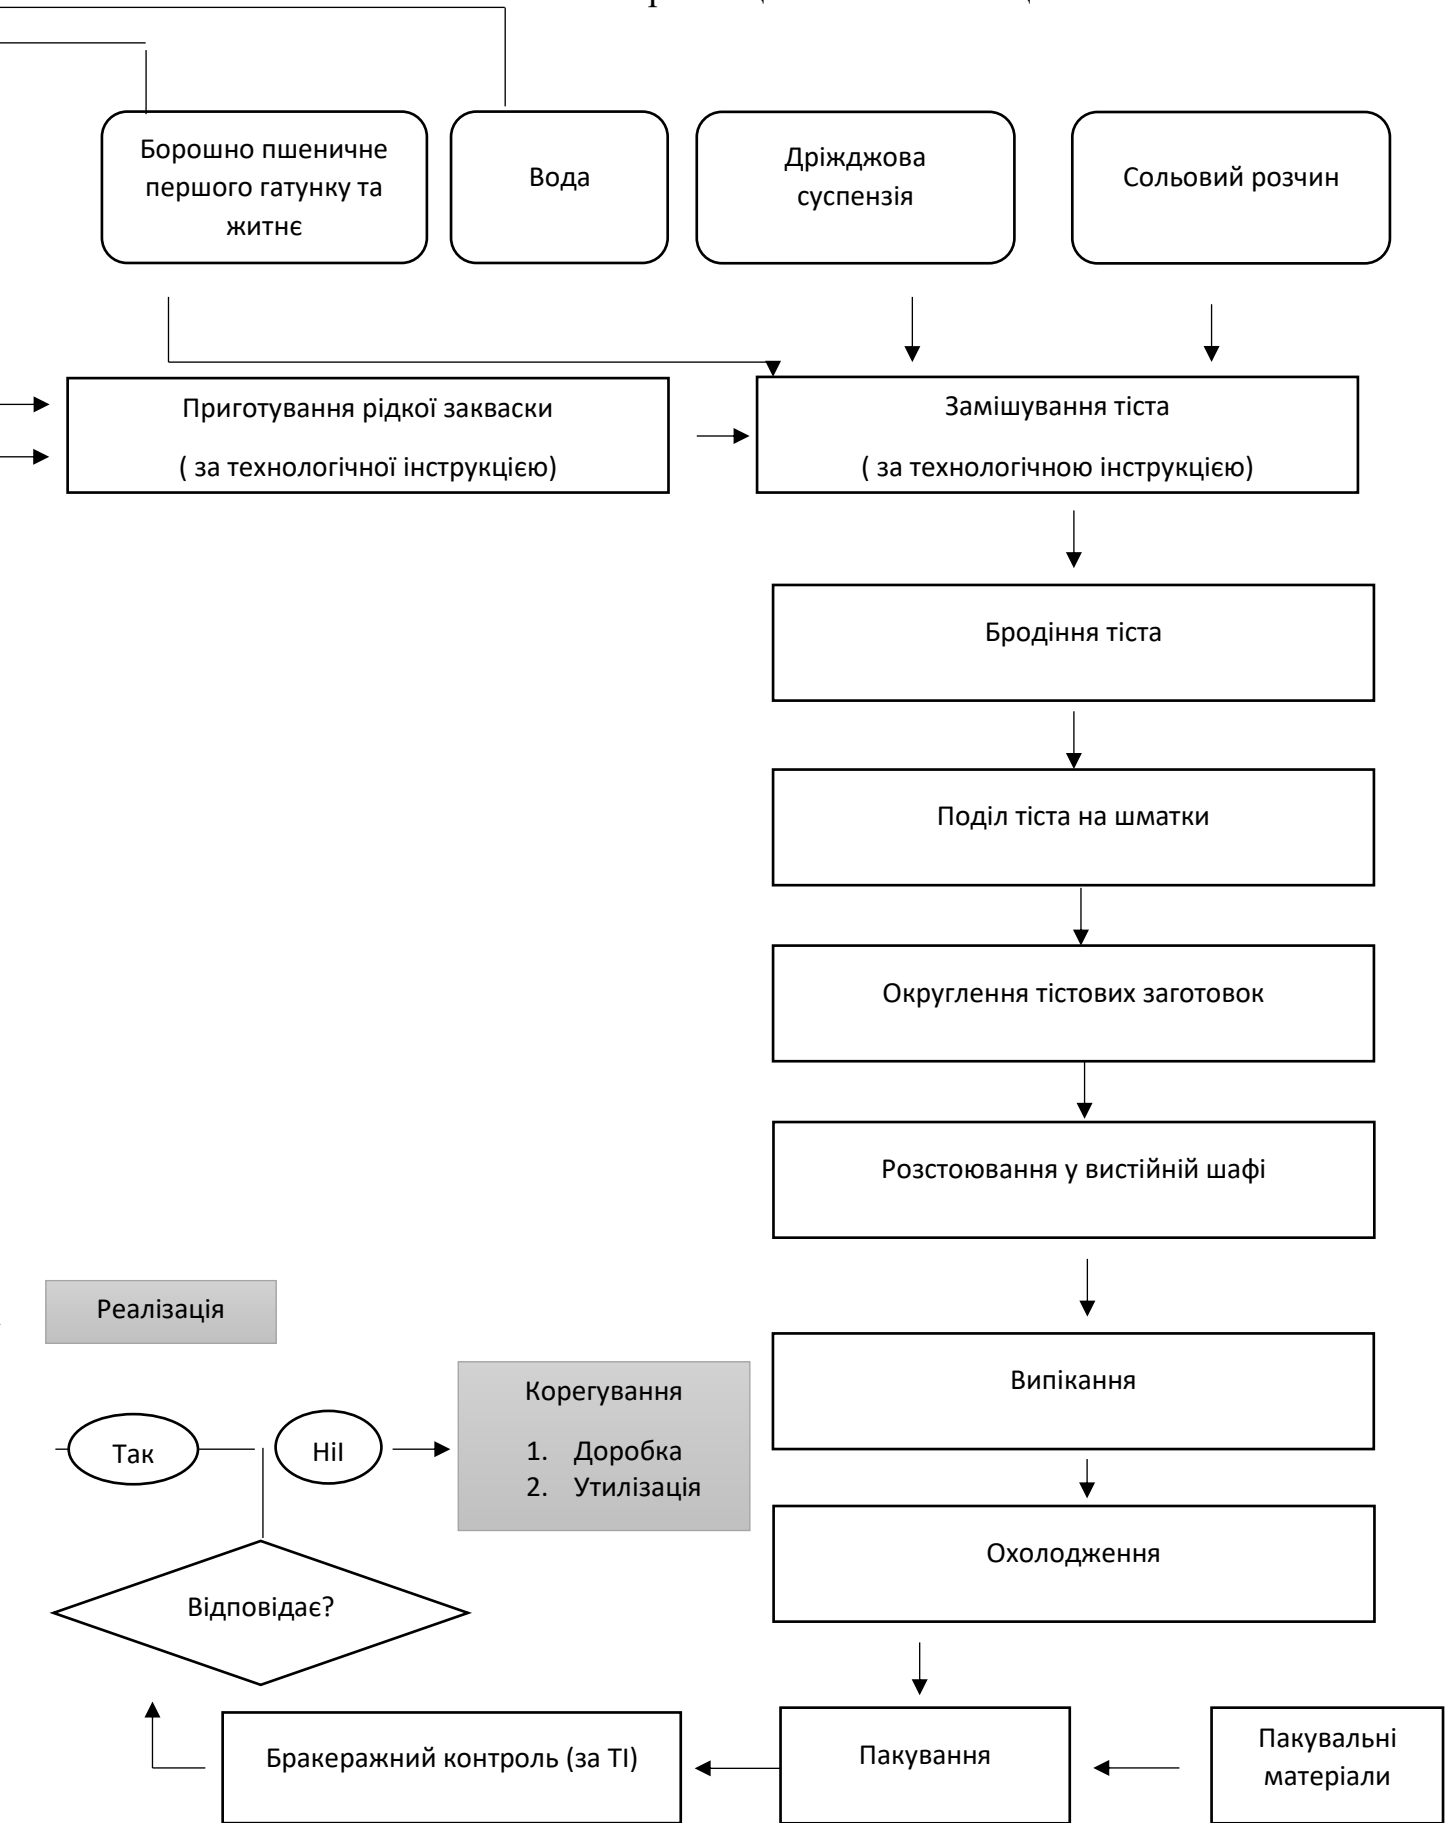 Борошно пшеничне
першого гатунку та
житнє
Вода
Дріжджова
суспензія
Сольовий розчин
Приготування рідкої закваски
( за технологічної інструкцією)
Замішування тіста
( за технологічною інструкцією)
Бродіння тіста
Поділ тіста на шматки
Округлення тістових заготовок
Розстоювання у вистійній шафі
Реалізація
Випікання
Корегування
1. Доробка
2. Утилізація
Так
НіІ
Охолодження
Відповідає?
Пакування
Бракеражний контроль (за ТІ)
Пакувальні
матеріали